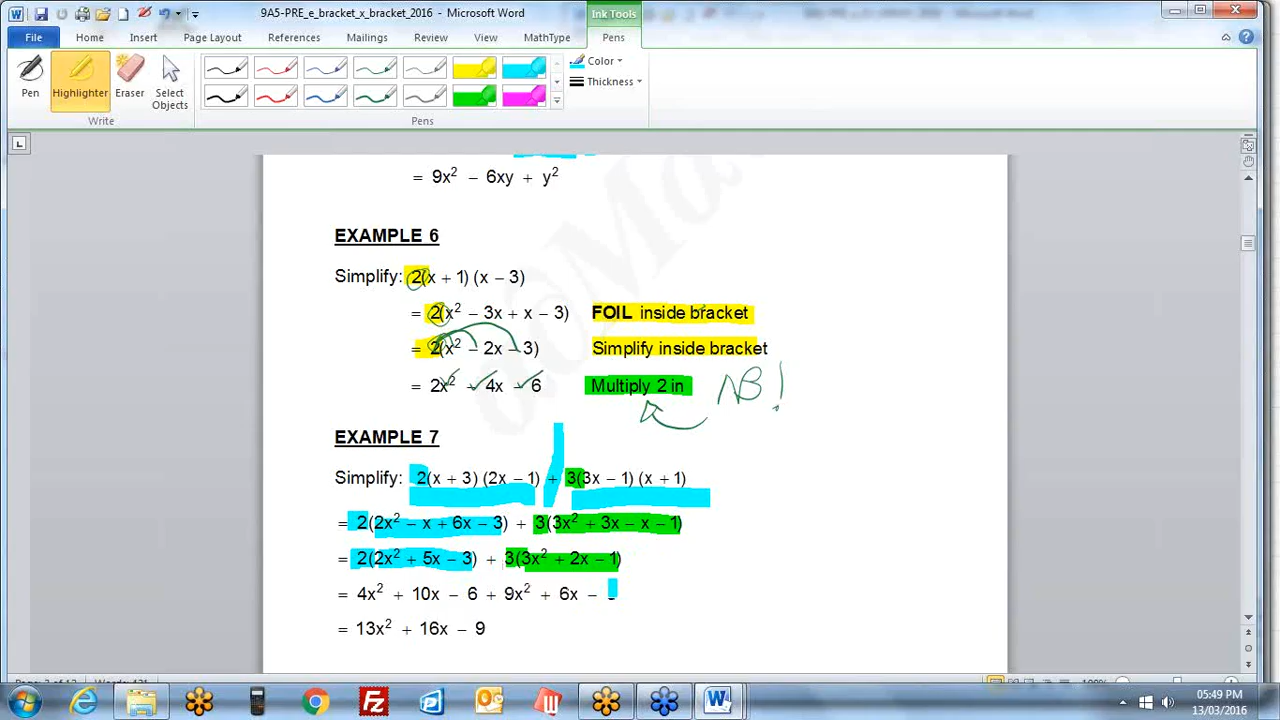 9A5-PRE_e_bracket_x_bracket_2016 - Microsoft Word
Ink Tools
File Home Insert Page Layout References Mailings Review View MathType Pens
Pen Highlighter Eraser Select Objects
Color
Thickness
Write
Pens
= 9x² − 6xy + y²
EXAMPLE 6
Simplify: 2(x + 1) (x − 3)
= 2(x² − 3x + x − 3) FOIL inside bracket
= 2(x² − 2x − 3) Simplify inside bracket
= 2x² − 4x − 6 Multiply 2 in NB!
EXAMPLE 7
Simplify: 2(x + 3) (2x − 1) + 3(3x − 1) (x + 1)
= 2(2x² − x + 6x − 3) + 3(3x² + 3x − x − 1)
= 2(2x² + 5x − 3) + 3(3x² + 2x − 1)
= 4x² + 10x − 6 + 9x² + 6x −
= 13x² + 16x − 9
05:49 PM
13/03/2016